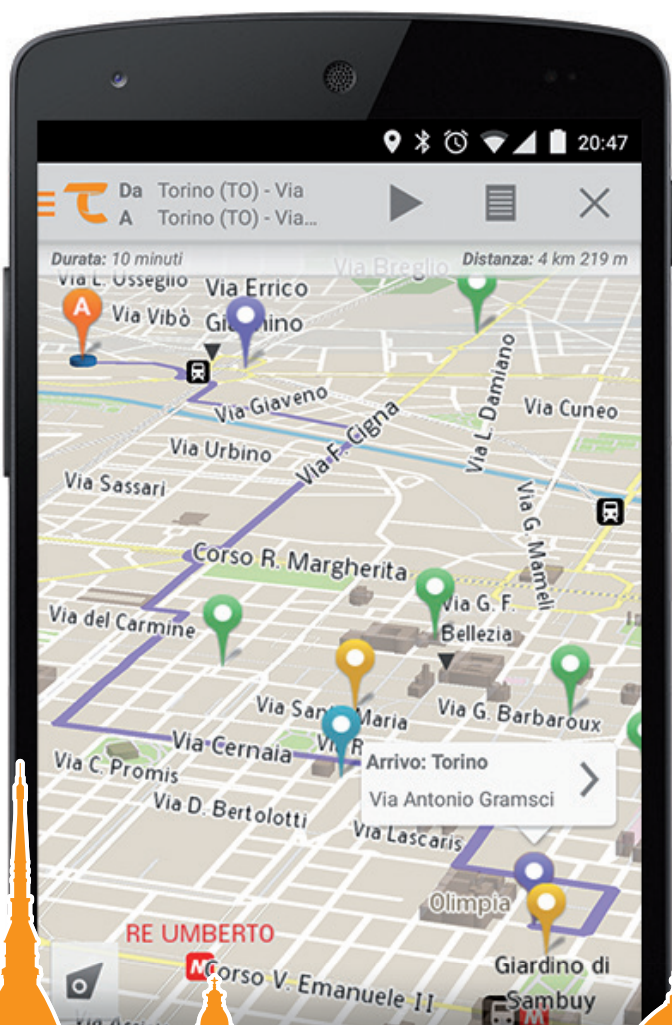 20:47
Da Torino (TO) - Via
A Torino (TO) - Via...
Durata: 10 minuti
Distanza: 4 km 219 m
Via Breglio
Via L. Usseglio
Via Errico
Via Vibò
A
Via L. Damiano
Via Giaveno
Via F. Cigna
Via Cuneo
Via Urbino
Via Sassari
Via G. Mameli
Corso R. Margherita
Via del Carmine
Via G. F.
Bellezia
Via Santa Maria
Via G. Barbaroux
Via Cernaia
Via C. Promis
Arrivo: Torino
Via Antonio Gramsci
Via D. Bertolotti
Via Lascaris
Olimpia
RE UMBERTO
M
Corso V. Emanuele II
Giardino di
Sambuy
M